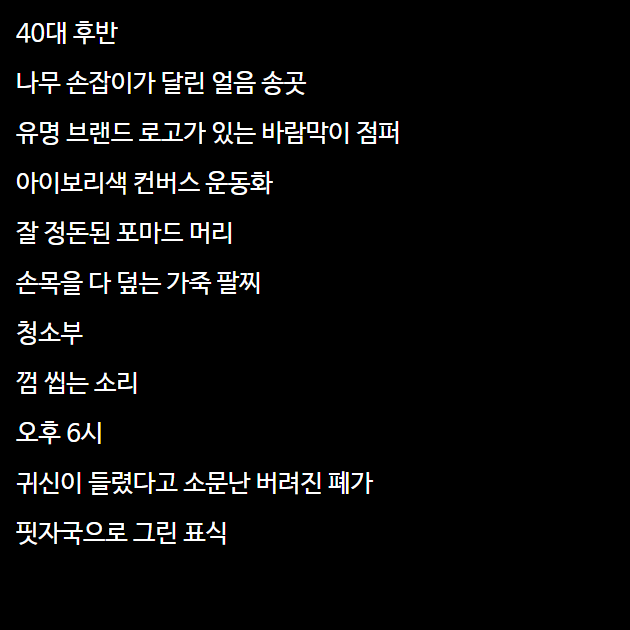 40대 후반
나무 손잡이가 달린 얼음 송곳
유명 브랜드 로고가 있는 바람막이 점퍼
아이보리색 컨버스 운동화
잘 정돈된 포마드 머리
손목을 다 덮는 가죽 팔찌
청소부
껌 씹는 소리
오후 6시
귀신이 들렸다고 소문난 버려진 폐가
핏자국으로 그린 표식